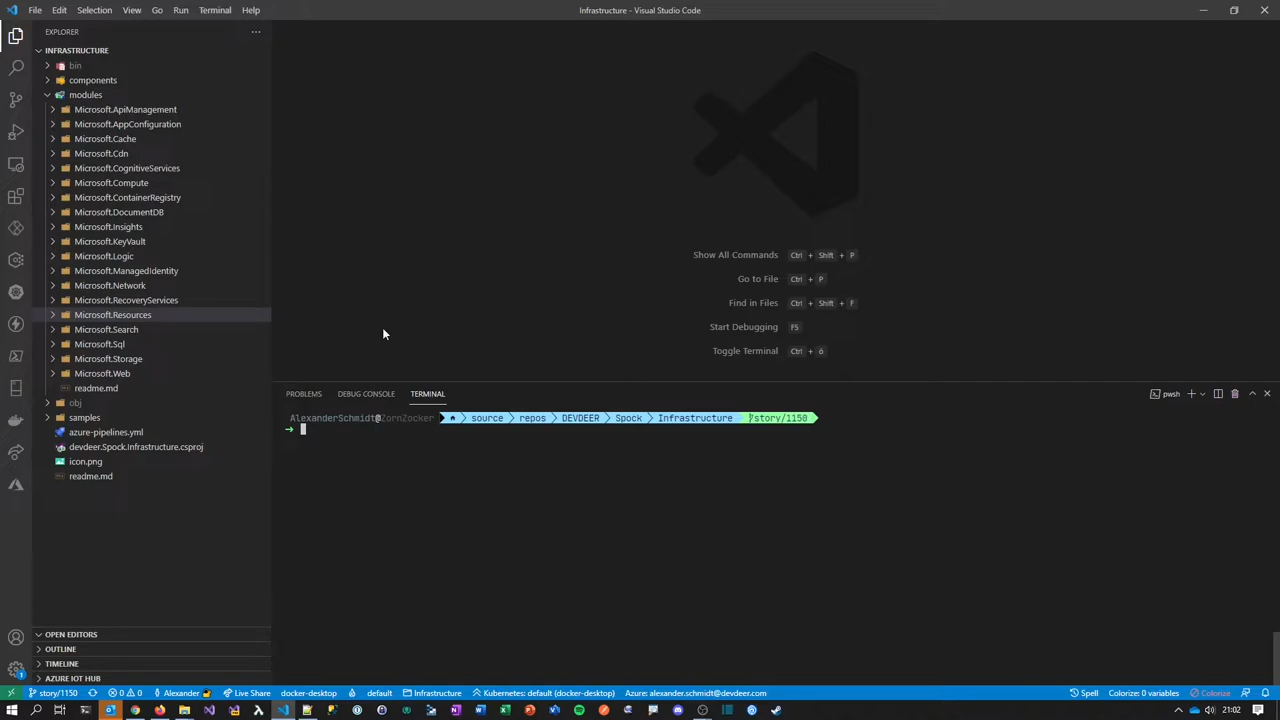 File Edit Selection View Go Run Terminal Help
Infrastructure - Visual Studio Code
EXPLORER
INFRASTRUCTURE
bin
components
modules
Microsoft.ApiManagement
Microsoft.AppConfiguration
Microsoft.Cache
Microsoft.Cdn
Microsoft.CognitiveServices
Microsoft.Compute
Microsoft.ContainerRegistry
Microsoft.DocumentDB
Microsoft.Insights
Microsoft.KeyVault
Microsoft.Logic
Microsoft.ManagedIdentity
Microsoft.Network
Microsoft.RecoveryServices
Microsoft.Resources
Microsoft.Search
Microsoft.Sql
Microsoft.Storage
Microsoft.Web
readme.md
obj
samples
azure-pipelines.yml
devdeer.Spock.Infrastructure.csproj
icon.png
readme.md
OPEN EDITORS
OUTLINE
TIMELINE
AZURE IOT HUB
Show All Commands Ctrl + Shift + P
Go to File Ctrl + P
Find in Files Ctrl + Shift + F
Start Debugging F5
Toggle Terminal Ctrl + ö
PROBLEMS DEBUG CONSOLE TERMINAL
pwsh
AlexanderSchmidt@ZornZocker source repos DEVDEER Spock Infrastructure story/1150
story/1150 0 0 Alexander Live Share docker-desktop default Infrastructure Kubernetes: default (docker-desktop) Azure: alexander.schmidt@devdeer.com Spell Colorize: 0 variables Colorize
21:02